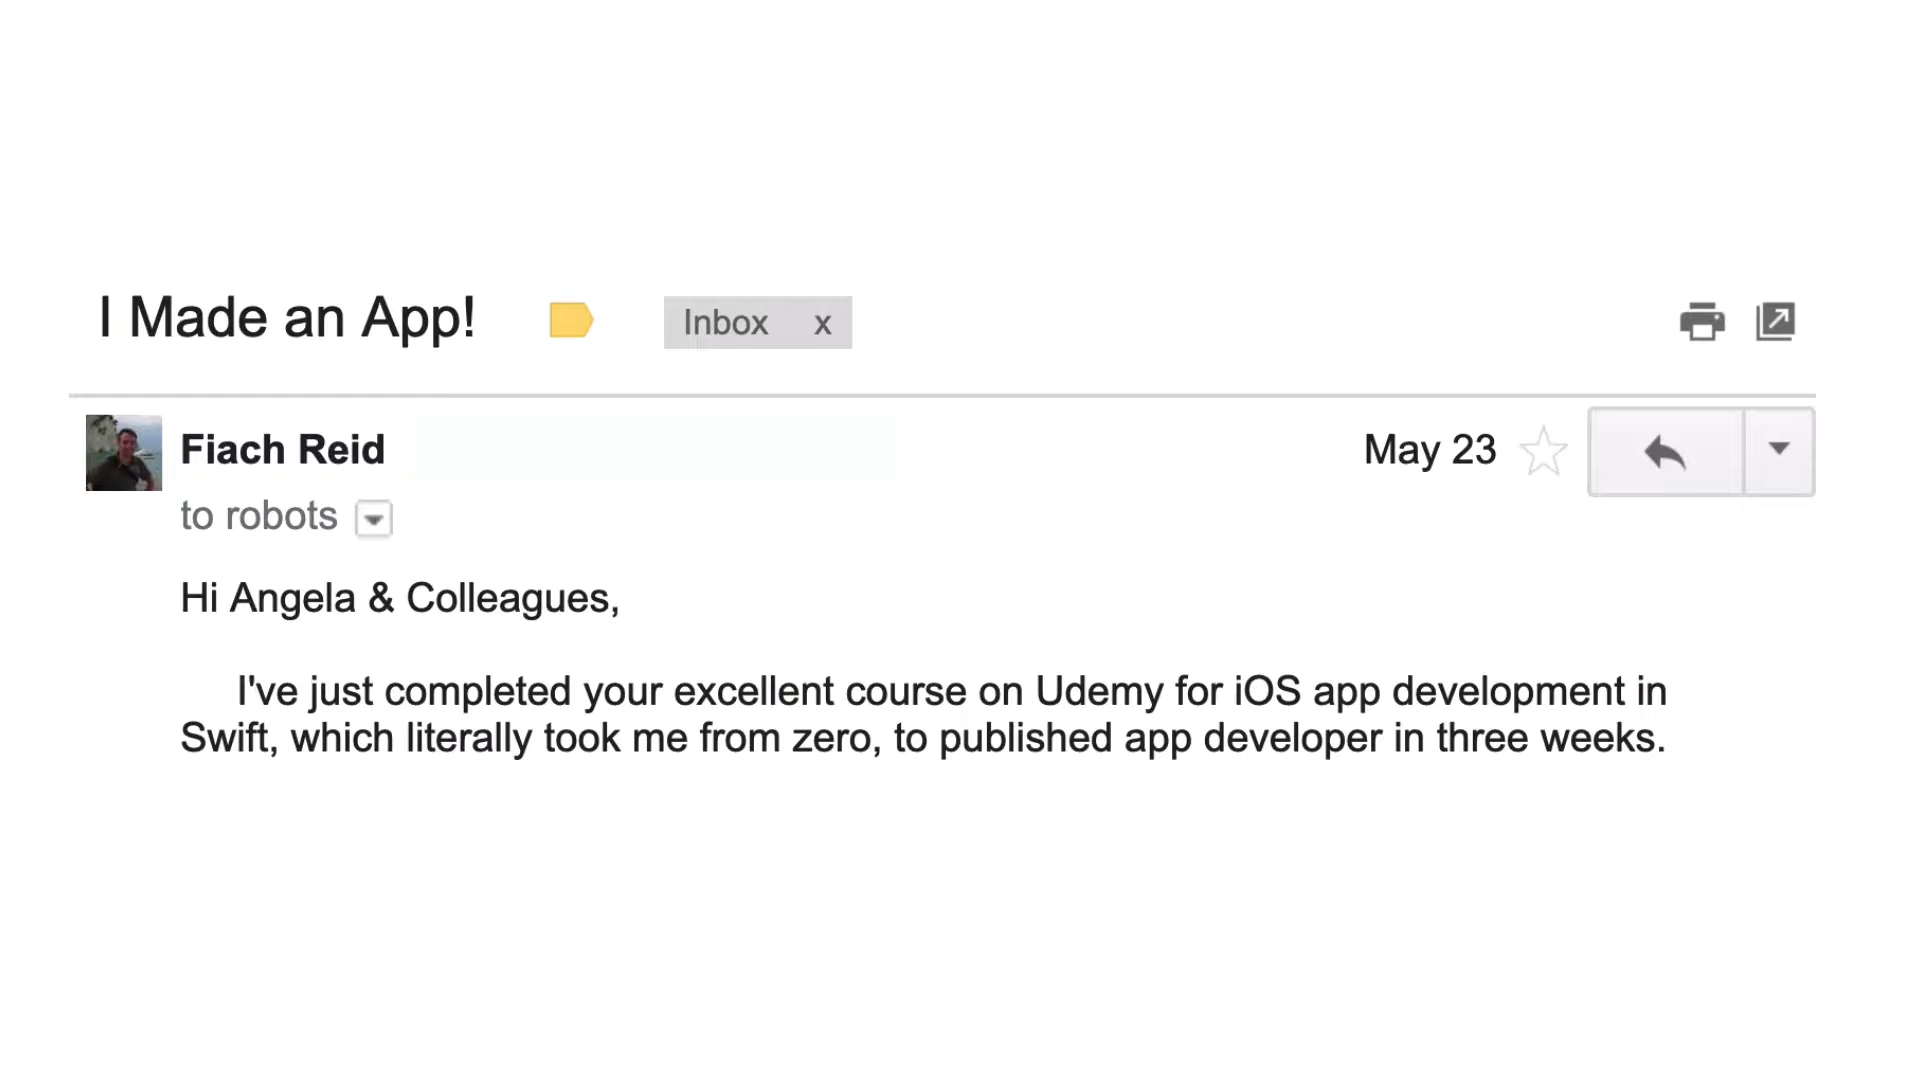 I Made an App!
Inbox x
Fiach Reid
May 23
to robots
Hi Angela & Colleagues,
I've just completed your excellent course on Udemy for iOS app development in
Swift, which literally took me from zero, to published app developer in three weeks.